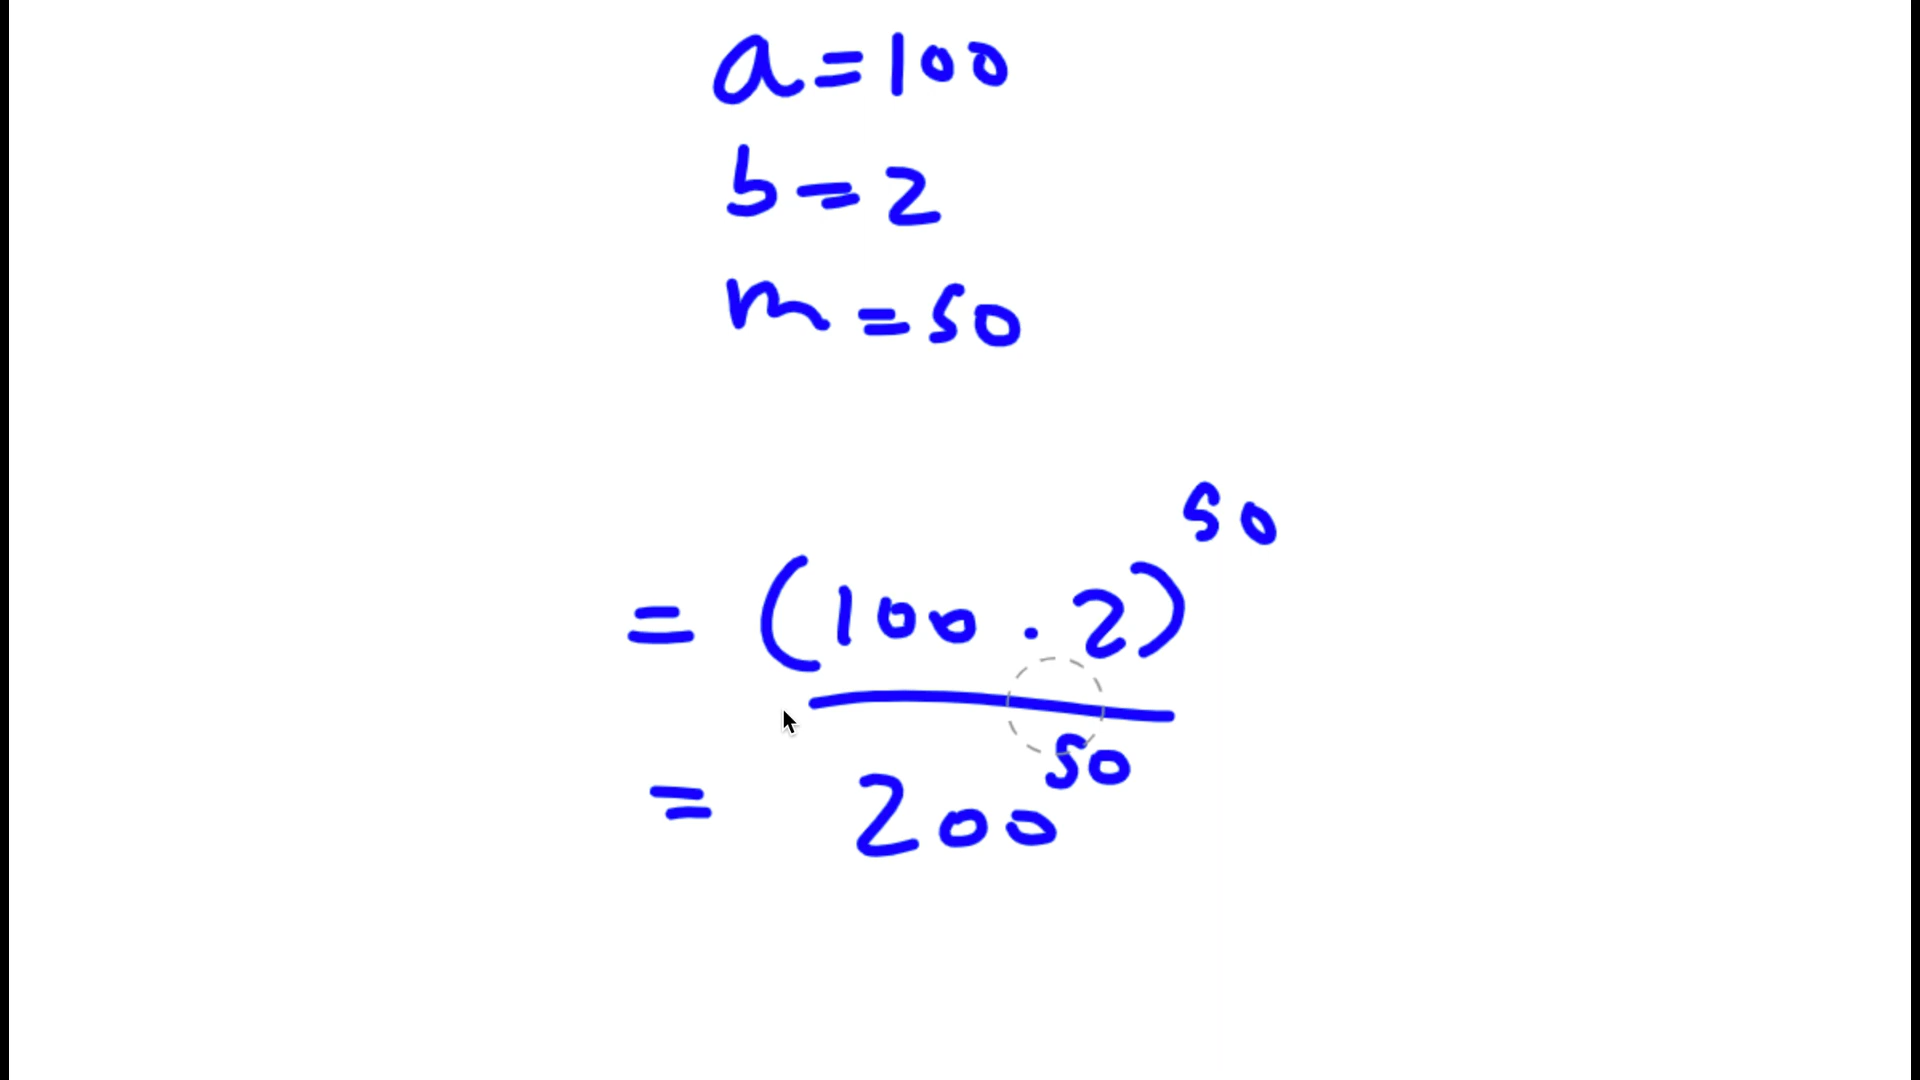 a = 100
b = 2
m = 50
= (100 . 2)^50
= 200^50